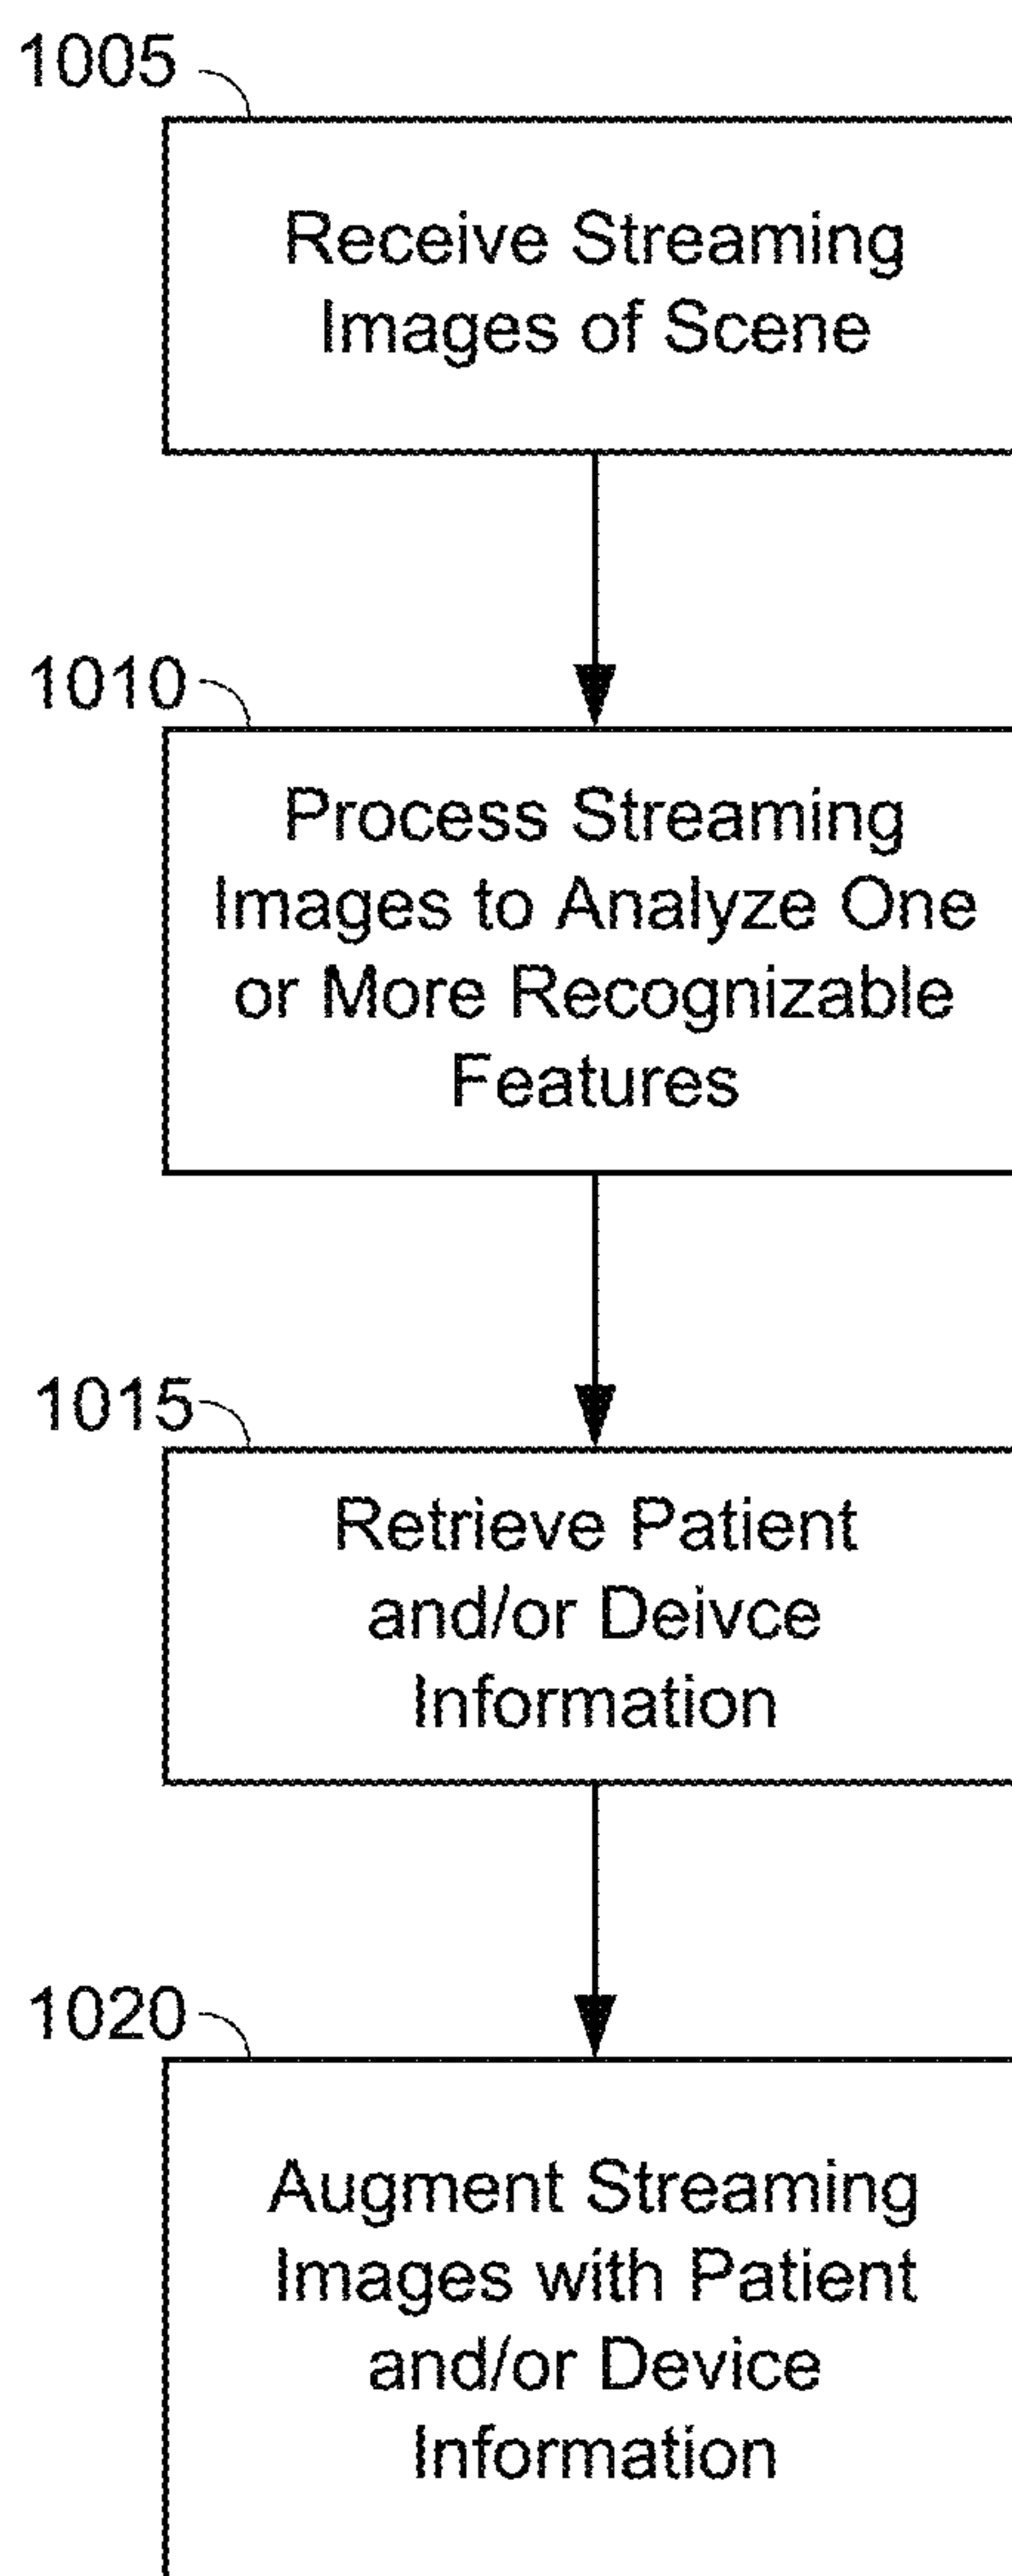 1005
Receive Streaming
Images of Scene
1010
Process Streaming
Images to Analyze One
or More Recognizable
Features
1015
Retrieve Patient
and/or Deivce
Information
1020
Augment Streaming
Images with Patient
and/or Device
Information